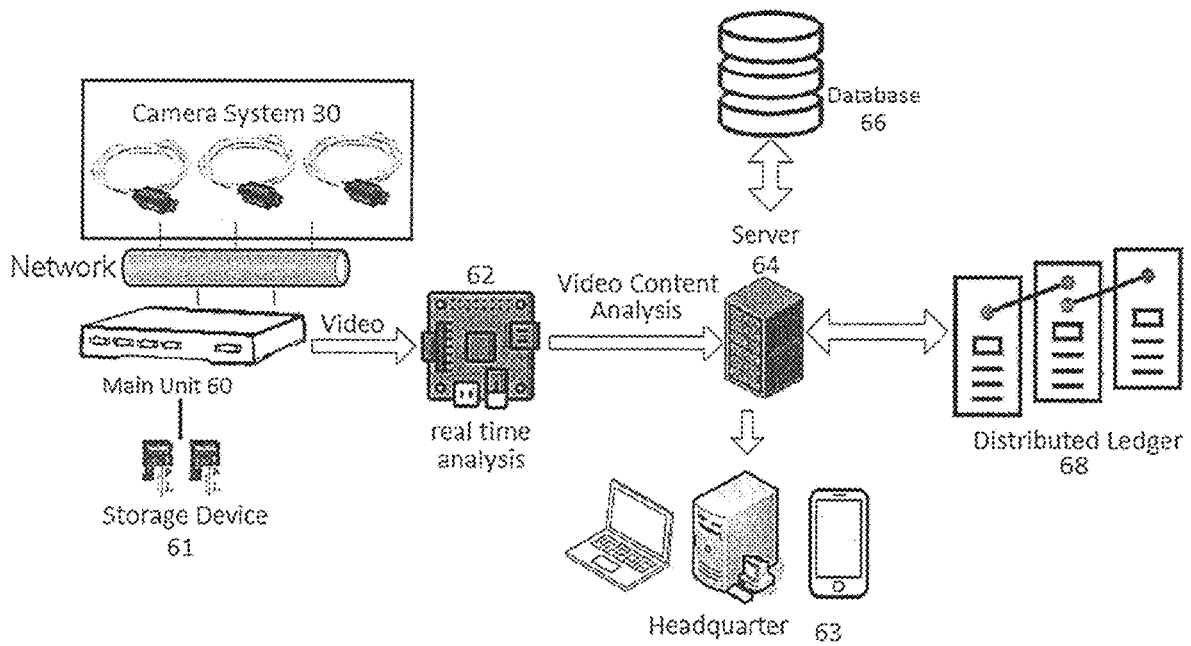 Camera System 30
Network
Main Unit 60
Storage Device
61
Video
62
real time
analysis
Video Content
Analysis
Database
66
Server
64
Headquarter 63
Distributed Ledger
68